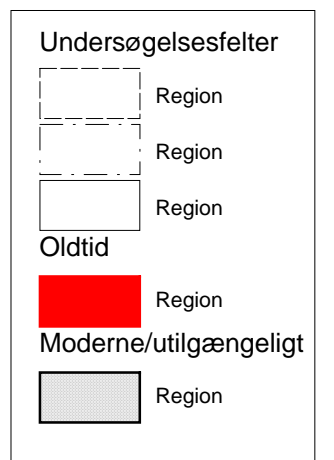 Undersøgelsesfelter
Region
Region
Region
Oldtid
Region
Moderne/utilgængeligt
Region